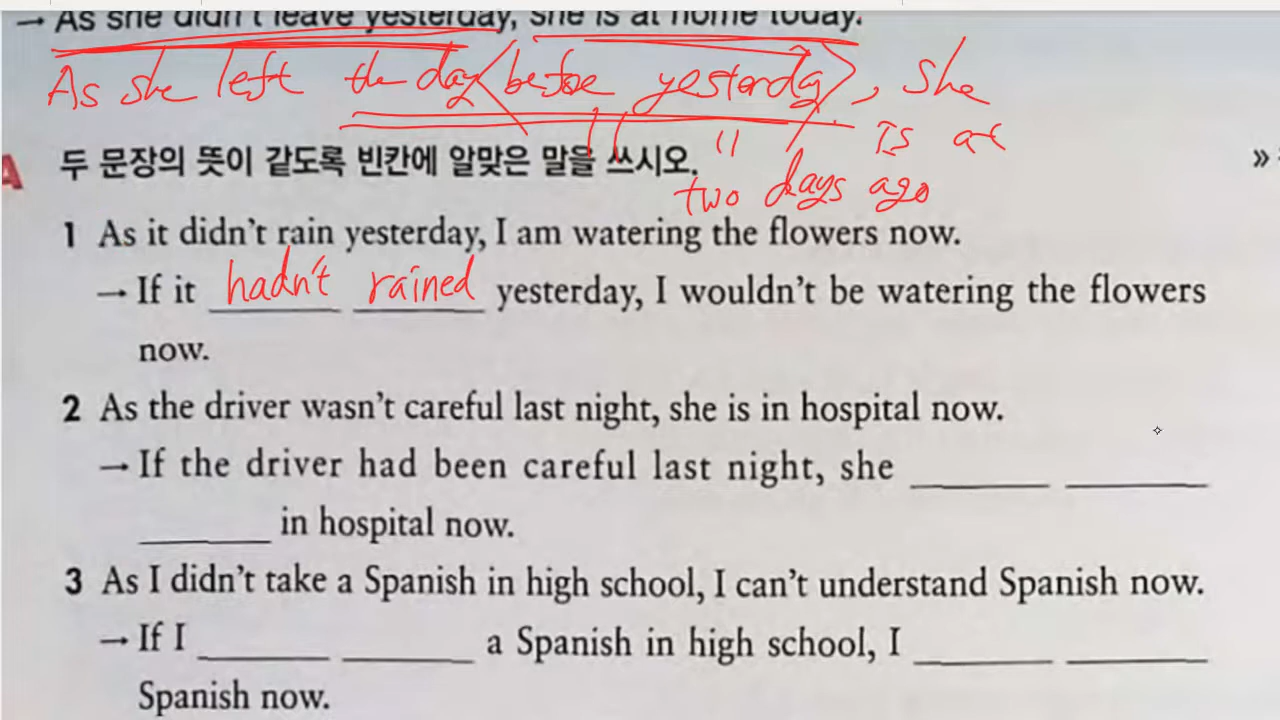 → As she didn't leave yesterday, she is at home today.
As she left the day before yesterday, she
is at
"
two days ago
A 두 문장의 뜻이 같도록 빈칸에 알맞은 말을 쓰시오.
»
1 As it didn't rain yesterday, I am watering the flowers now.
→ If it hadn't rained yesterday, I wouldn't be watering the flowers
now.
2 As the driver wasn't careful last night, she is in hospital now.
→ If the driver had been careful last night, she
in hospital now.
3 As I didn't take a Spanish in high school, I can't understand Spanish now.
→ If I a Spanish in high school, I
Spanish now.